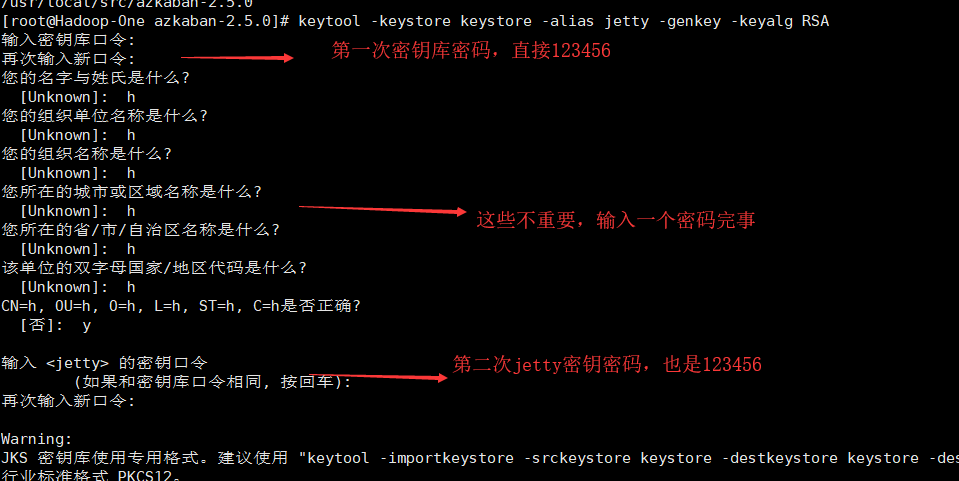 /usr/local/src/azkaban-2.5.0
[root@Hadoop-One azkaban-2.5.0]# keytool -keystore keystore -alias jetty -genkey -keyalg RSA
输入密钥库口令:
第一次密钥库密码，直接123456
再次输入新口令:
您的名字与姓氏是什么?
[Unknown]: h
您的组织单位名称是什么?
[Unknown]: h
您的组织名称是什么?
[Unknown]: h
您所在的城市或区域名称是什么?
[Unknown]: h
这些不重要，输入一个密码完事
您所在的省/市/自治区名称是什么?
[Unknown]: h
该单位的双字母国家/地区代码是什么?
[Unknown]: h
CN=h, OU=h, O=h, L=h, ST=h, C=h是否正确?
[否]: y
输入 <jetty> 的密钥口令
第二次jetty密钥密码，也是123456
(如果和密钥库口令相同, 按回车):
再次输入新口令:
Warning:
JKS 密钥库使用专用格式。建议使用 "keytool -importkeystore -srckeystore keystore -destkeystore keystore -des
行业标准格式 PKCS12。